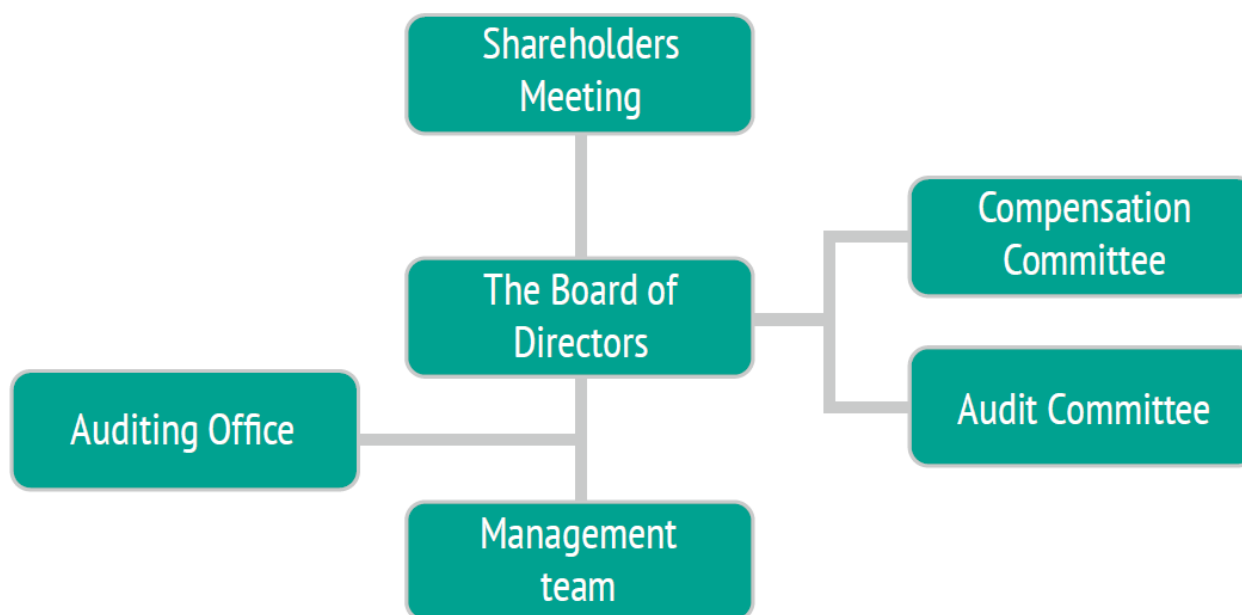 Shareholders
Meeting
Compensation
Committee
The Board of
Directors
Audit Committee
Auditing Office
Management
team